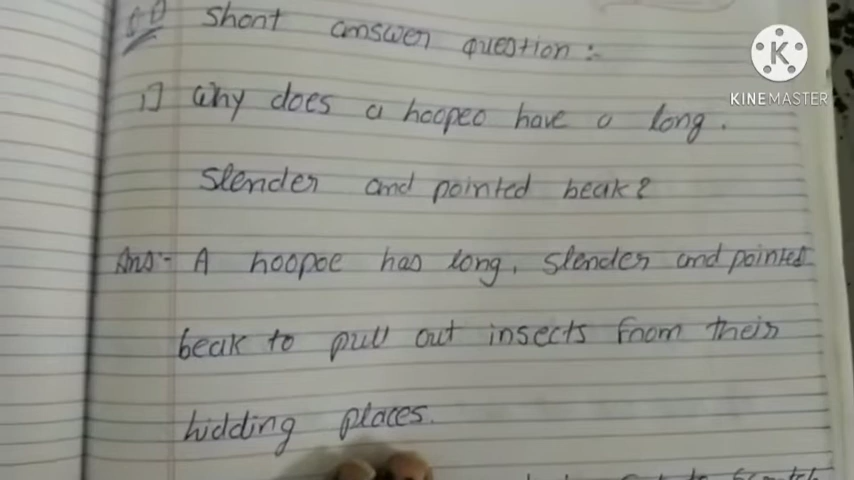 Short answer question :-
K
KINEMASTER
1] Why does a hoopeo have a long.
Slender and pointed beak?
Ans:- A hoopoe has long, slender and pointed
beak to pull out insects from their
hidding places.